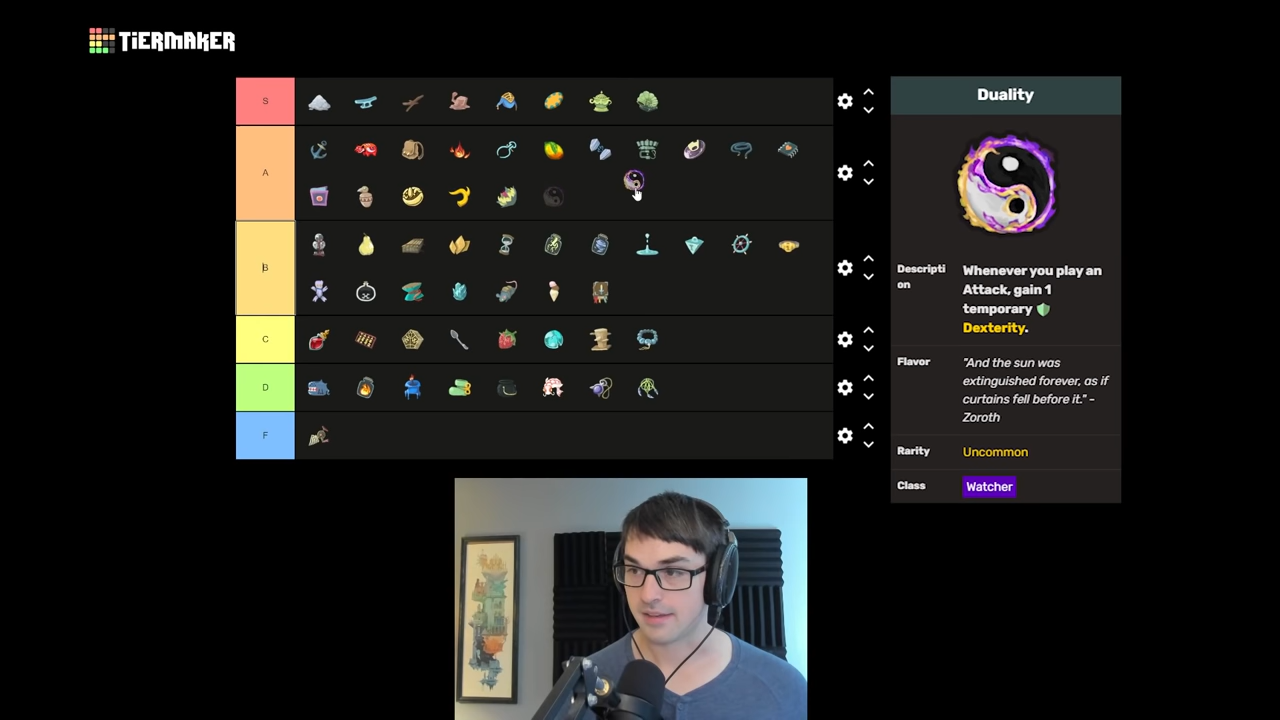 TIERMAKER
S
A
B
C
D
F
Duality
Descripti
on
Whenever you play an
Attack, gain 1
temporary
Dexterity.
Flavor
"And the sun was
extinguished forever, as if
curtains fell before it." -
Zoroth
Rarity
Uncommon
Class
Watcher